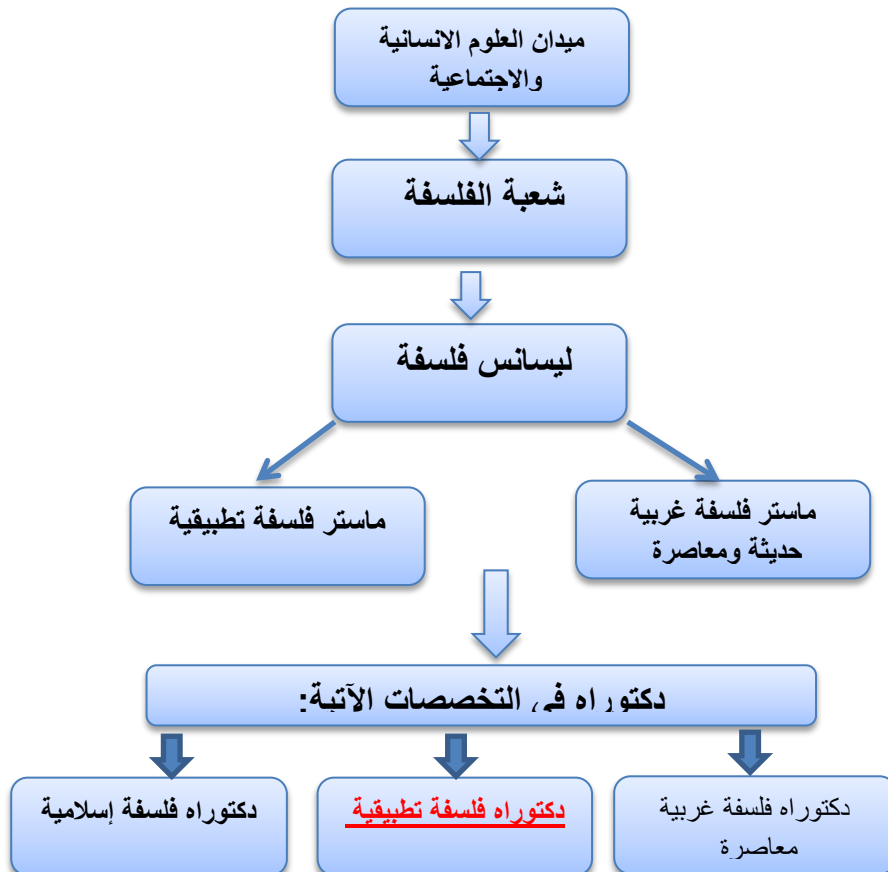 ميدان العلوم الانسانية
والاجتماعية
شعبة الفلسفة
ليسانس فلسفة
ماستر فلسفة غربية
حديثة ومعاصرة
ماستر فلسفة تطبيقية
دكتوراه في التخصصات الآتية:
دكتوراه فلسفة غربية
معاصرة
دكتوراه فلسفة تطبيقية
دكتوراه فلسفة إسلامية